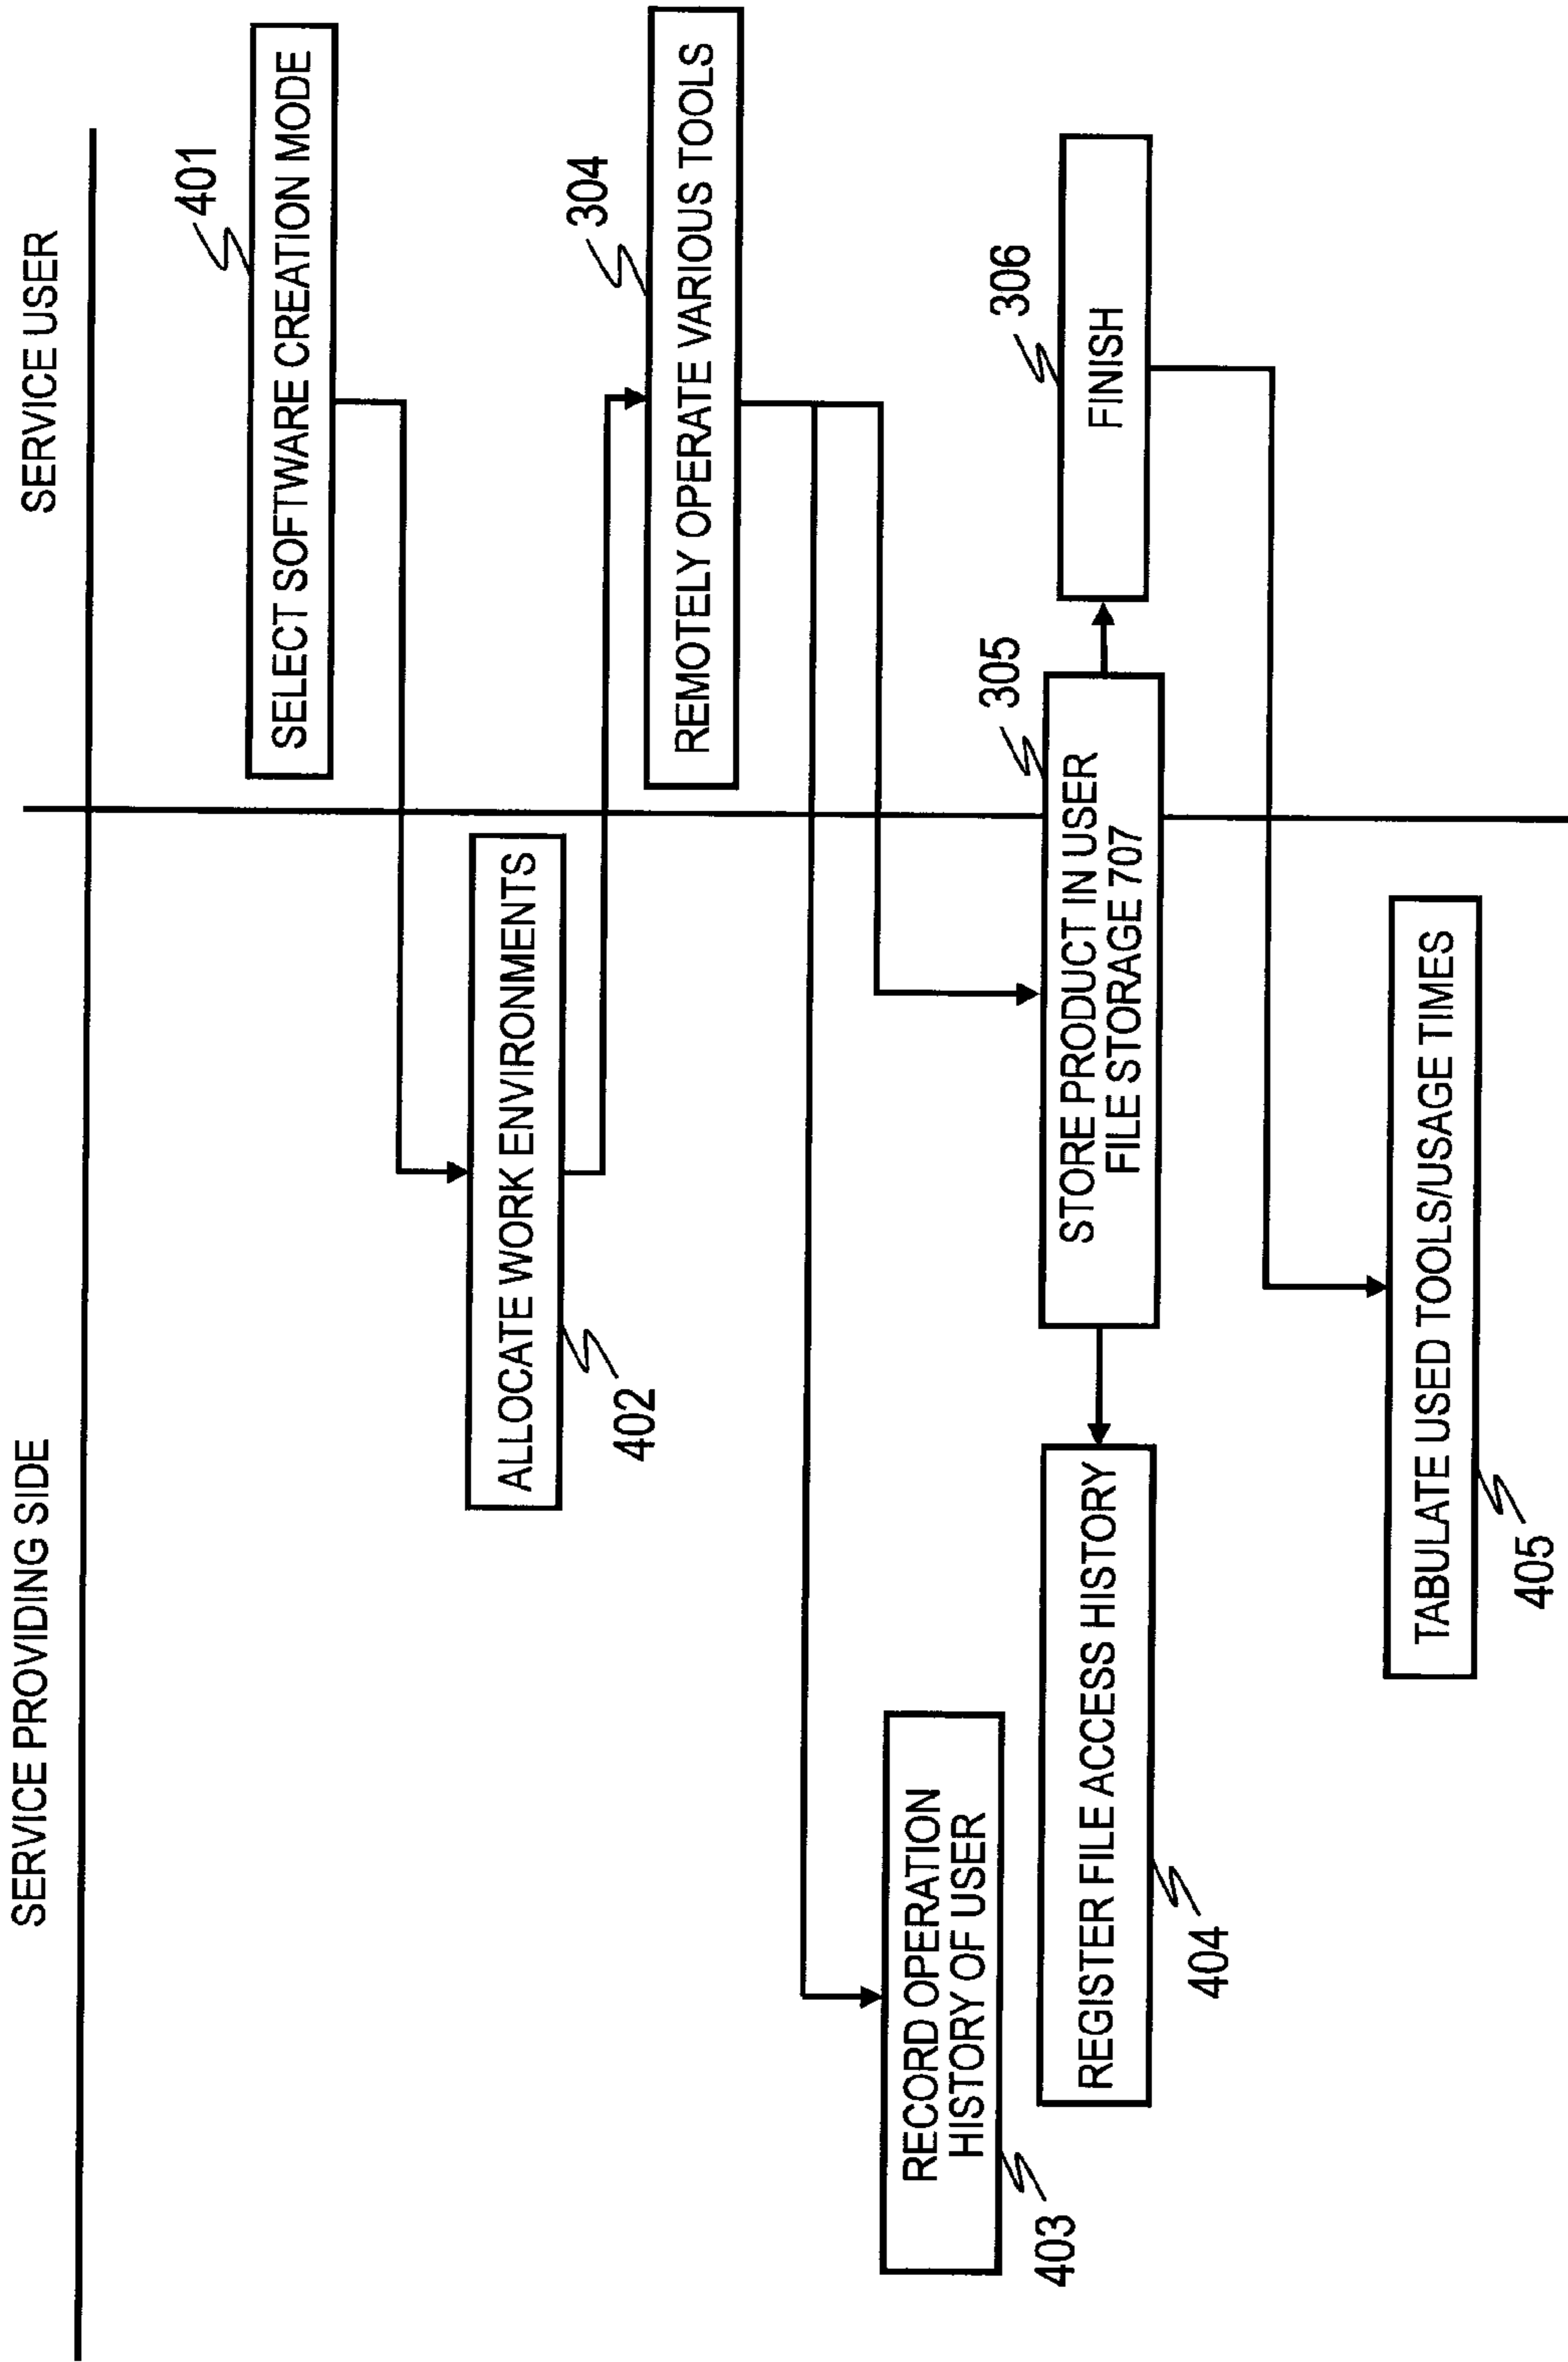 SERVICE PROVIDING SIDE
SERVICE USER
401
SELECT SOFTWARE CREATION MODE
ALLOCATE WORK ENVIRONMENTS
402
304
REMOTELY OPERATE VARIOUS TOOLS
RECORD OPERATION
HISTORY OF USER
403
305
STORE PRODUCT IN USER
FILE STORAGE 707
306
FINISH
REGISTER FILE ACCESS HISTORY
404
TABULATE USED TOOLS/USAGE TIMES
405